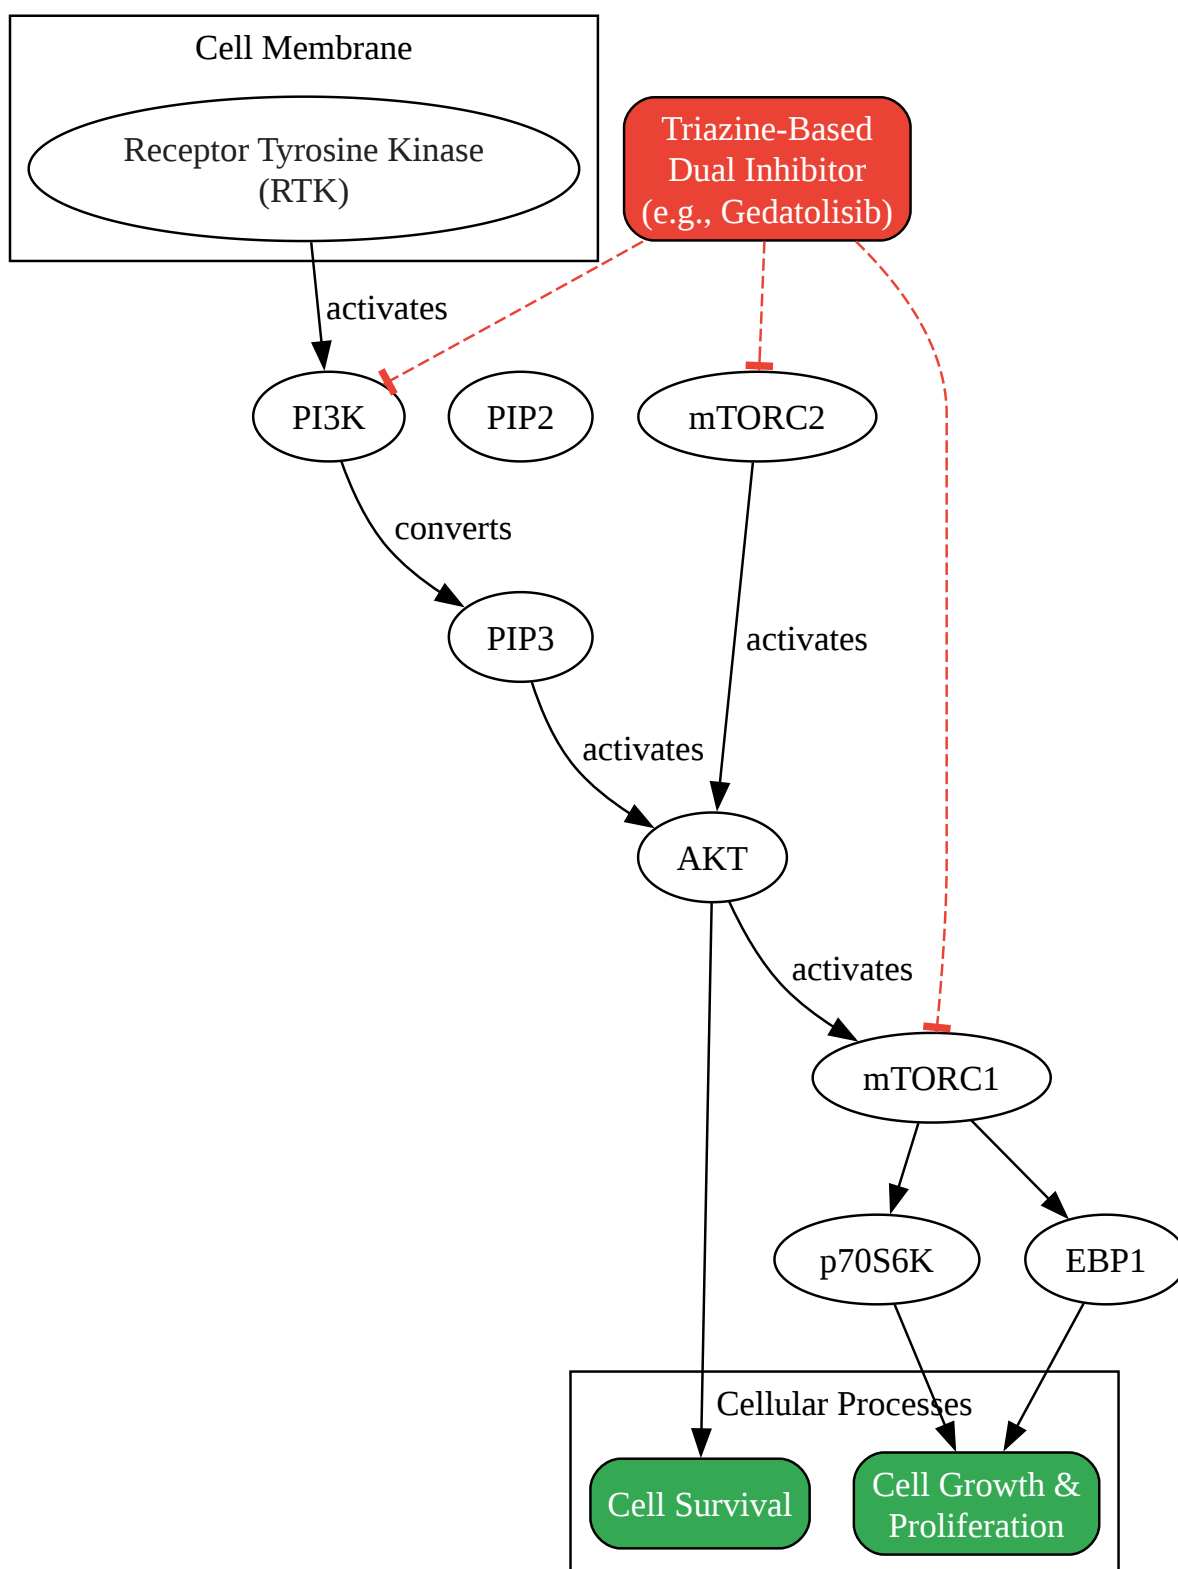 Cell Membrane
Receptor Tyrosine Kinase
(RTK)
Triazine-Based
Dual Inhibitor
(e.g., Gedatolisib)
activates
PI3K
PIP2
mTORC2
converts
PIP3
activates
activates
AKT
activates
mTORC1
p70S6K
EBP1
Cellular Processes
Cell Survival
Cell Growth &
Proliferation